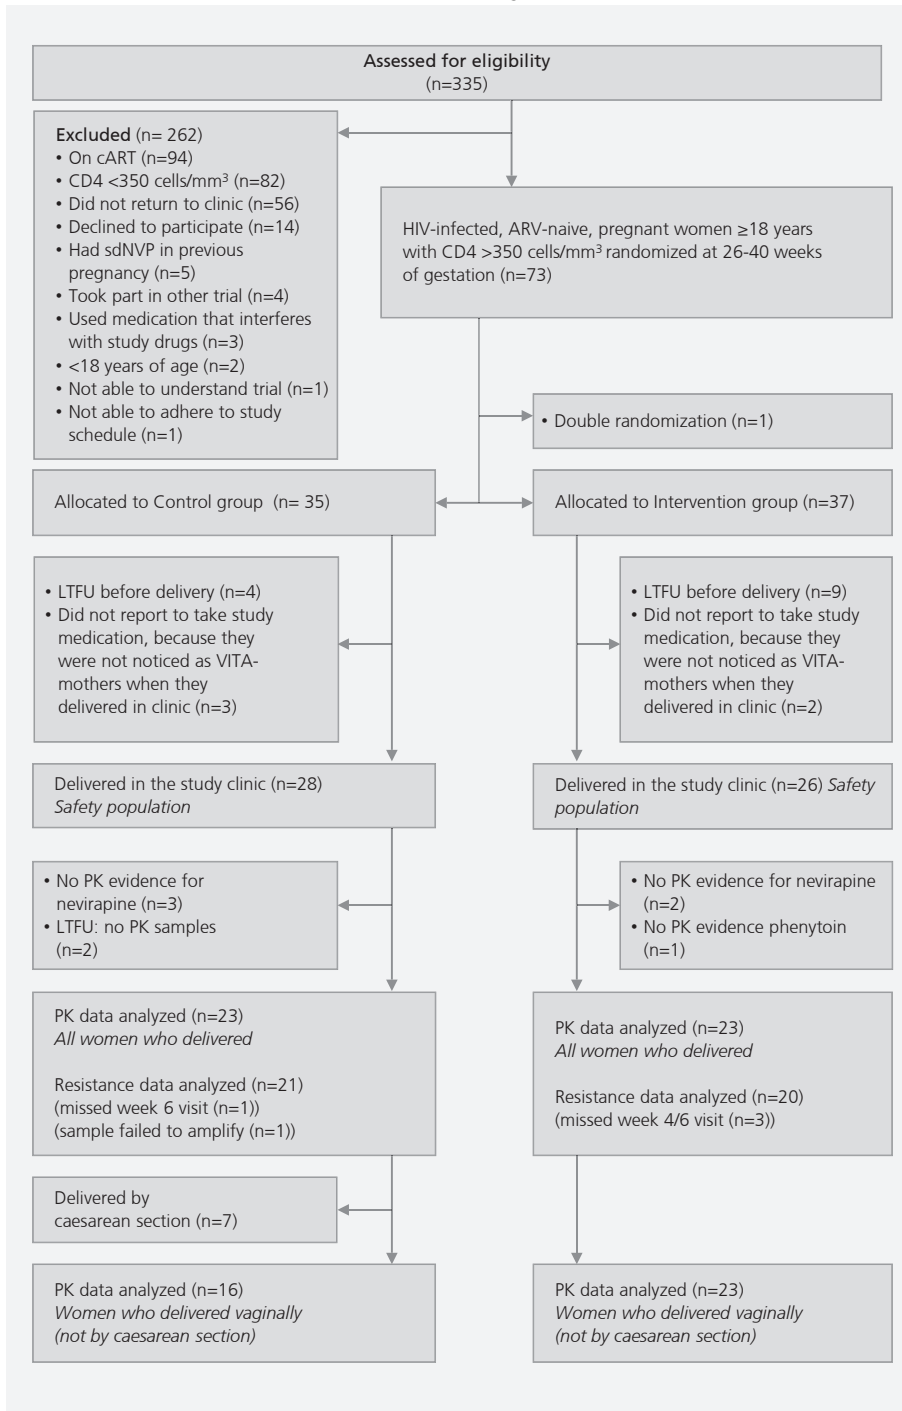 Assessed for eligibility
(n=335)
Excluded (n= 262)
• On cART (n=94)
• CD4 <350 cells/mm³ (n=82)
• Did not return to clinic (n=56)
• Declined to participate (n=14)
• Had sdNVP in previous
pregnancy (n=5)
• Took part in other trial (n=4)
• Used medication that interferes
with study drugs (n=3)
• <18 years of age (n=2)
• Not able to understand trial (n=1)
• Not able to adhere to study
schedule (n=1)
HIV-infected, ARV-naive, pregnant women ≥18 years
with CD4 >350 cells/mm³ randomized at 26-40 weeks
of gestation (n=73)
• Double randomization (n=1)
Allocated to Control group (n= 35)
Allocated to Intervention group (n=37)
• LTFU before delivery (n=4)
• Did not report to take study
medication, because they
were not noticed as VITA-
mothers when they
delivered in clinic (n=3)
• LTFU before delivery (n=9)
• Did not report to take study
medication, because they
were not noticed as VITA-
mothers when they
delivered in clinic (n=2)
Delivered in the study clinic (n=28)
Safety population
Delivered in the study clinic (n=26) Safety
population
• No PK evidence for
nevirapine (n=3)
• LTFU: no PK samples
(n=2)
• No PK evidence for nevirapine
(n=2)
• No PK evidence phenytoin
(n=1)
PK data analyzed (n=23)
All women who delivered
Resistance data analyzed (n=21)
(missed week 6 visit (n=1))
(sample failed to amplify (n=1))
PK data analyzed (n=23)
All women who delivered
Resistance data analyzed (n=20)
(missed week 4/6 visit (n=3))
Delivered by
caesarean section (n=7)
PK data analyzed (n=16)
Women who delivered vaginally
(not by caesarean section)
PK data analyzed (n=23)
Women who delivered vaginally
(not by caesarean section)